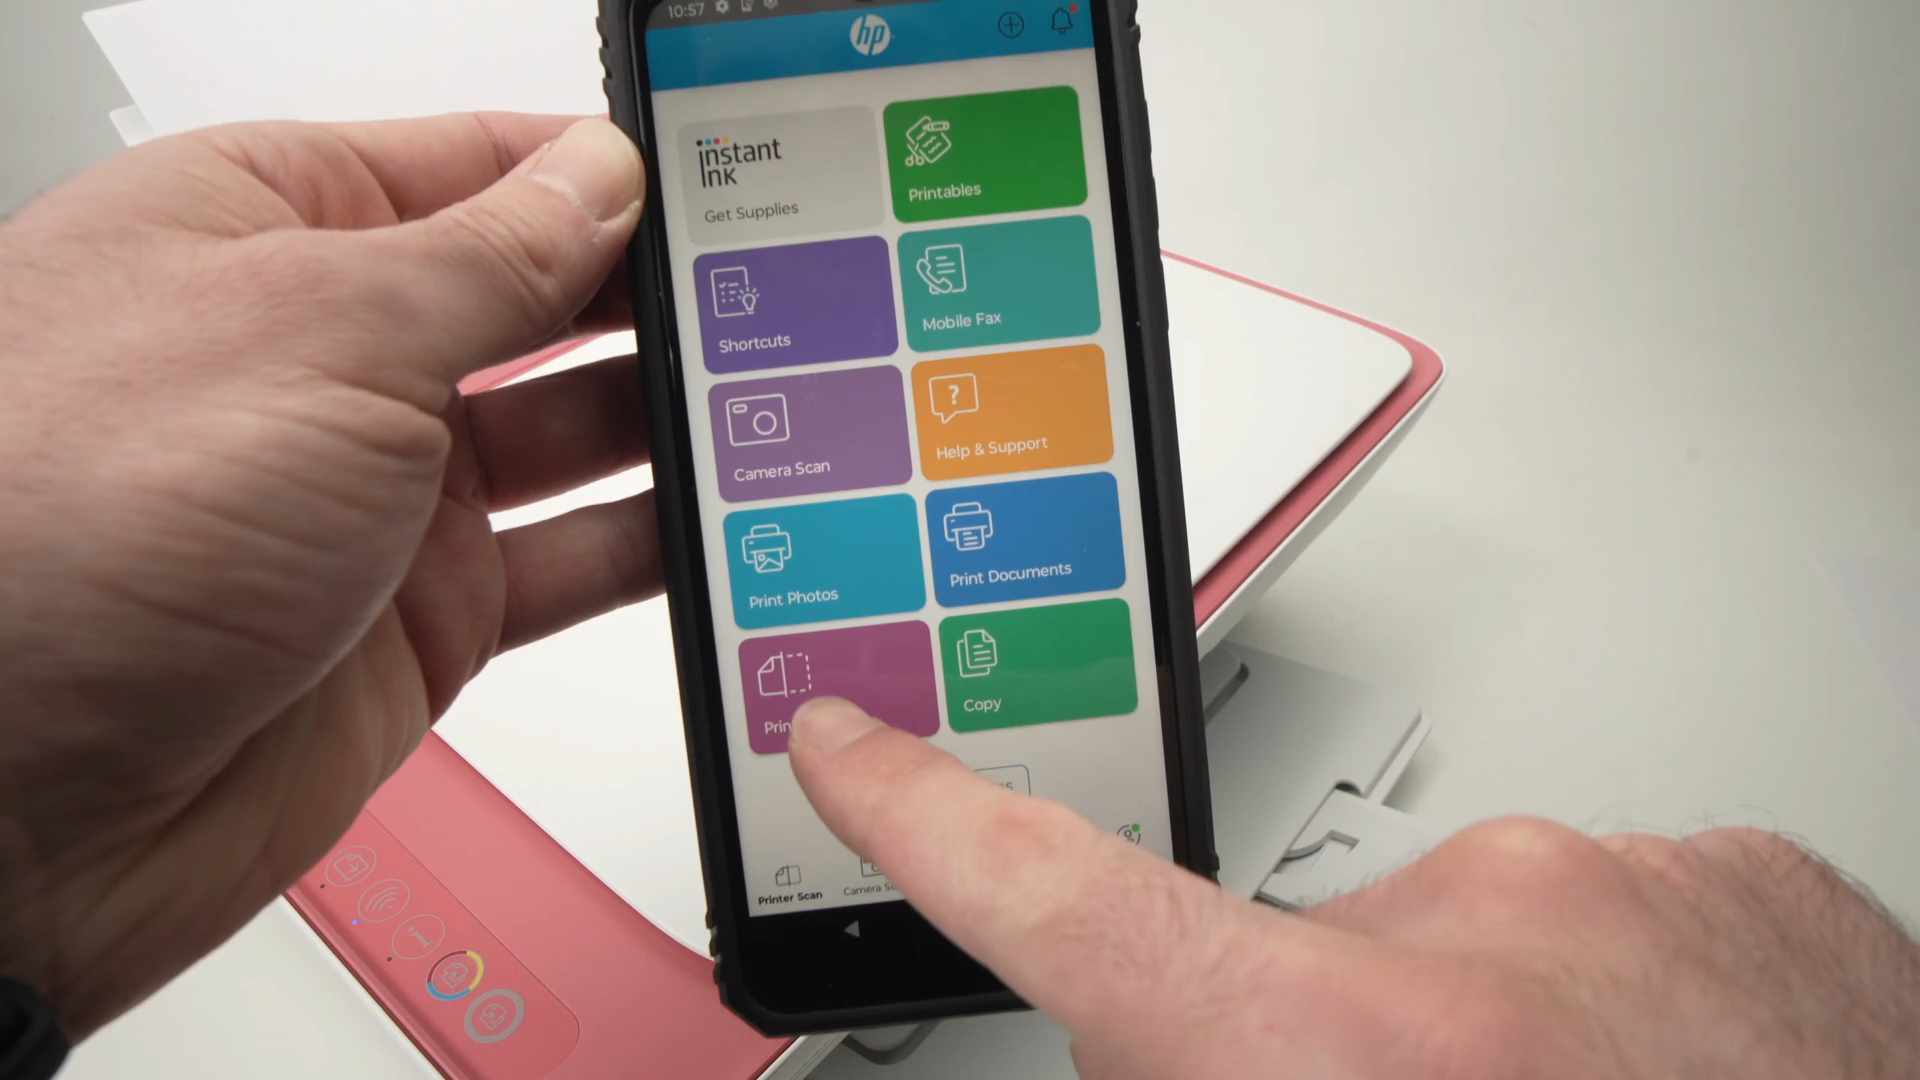 10:57
hp
instant
ink
Get Supplies
Printables
Shortcuts
Mobile Fax
Camera Scan
?
Help & Support
Print Photos
Print Documents
Copy
Printer Scan
Camera